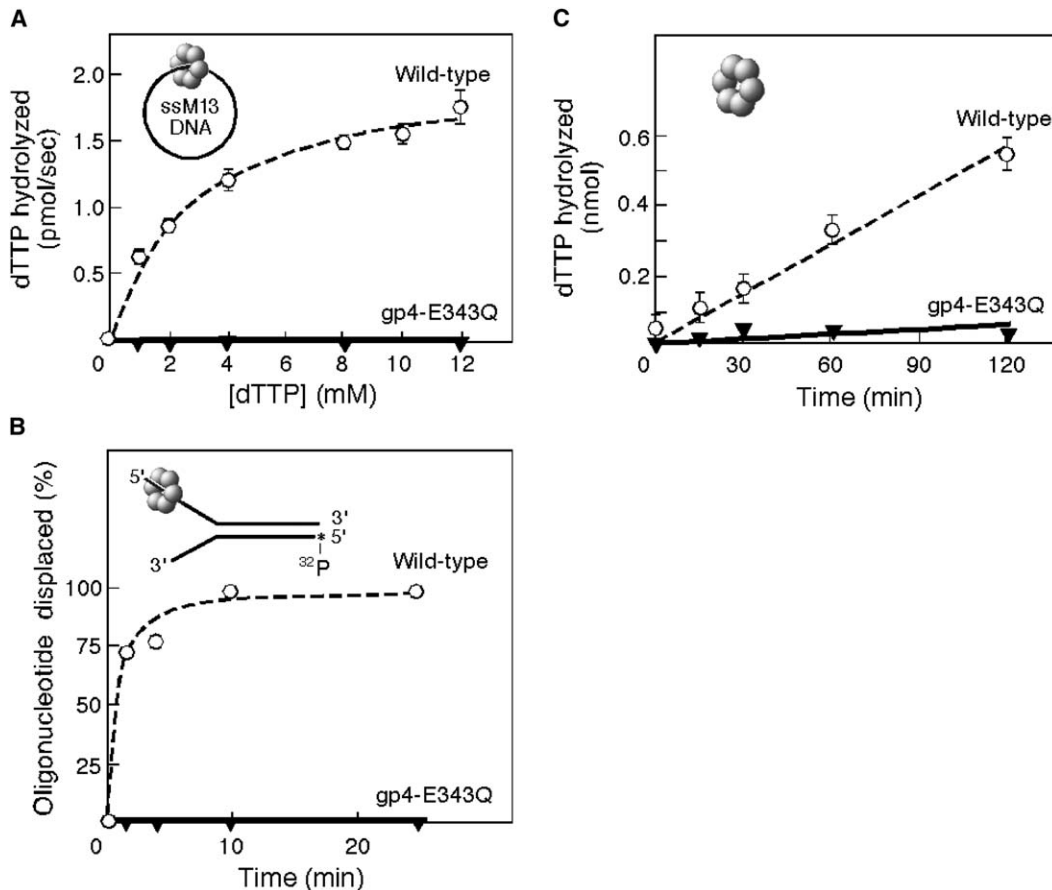 A
2.0
1.5
1.0
0.5
dTTP hydrolyzed
(pmol/sec)
ssM13
DNA
Wild-type
gp4-E343Q
0
2
4
6
8
10
12
[dTTP] (mM)
C
0.6
0.4
0.2
dTTP hydrolyzed
(nmol)
Wild-type
gp4-E343Q
0
30
60
90
120
Time (min)
B
100
75
50
25
Oligonucleotide displaced (%)
5'
3'
* 5'
3'
32P
Wild-type
gp4-E343Q
0
10
20
Time (min)